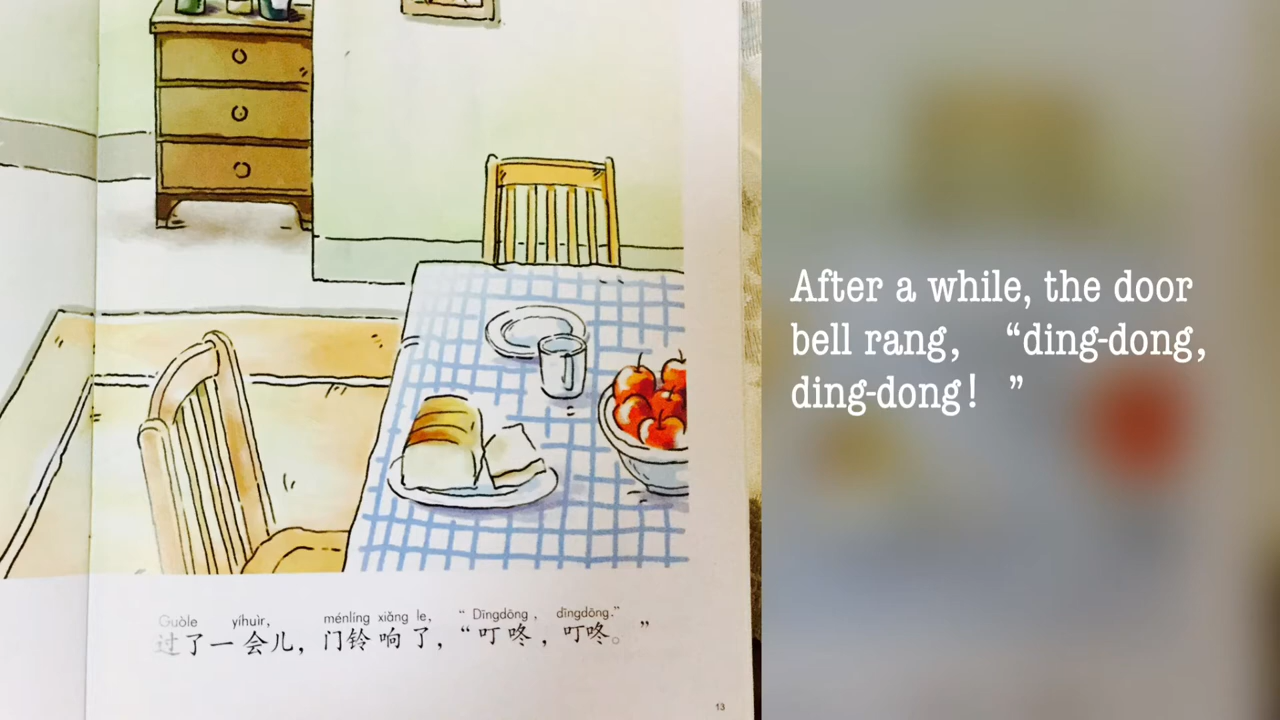 Guòle yíhuìr, ménlíng xiǎng le, “ Dīngdōng , dīngdōng.”
过了一会儿，门铃响了，“叮咚，叮咚。”
13
After a while, the door
bell rang, “ding-dong,
ding-dong! ”